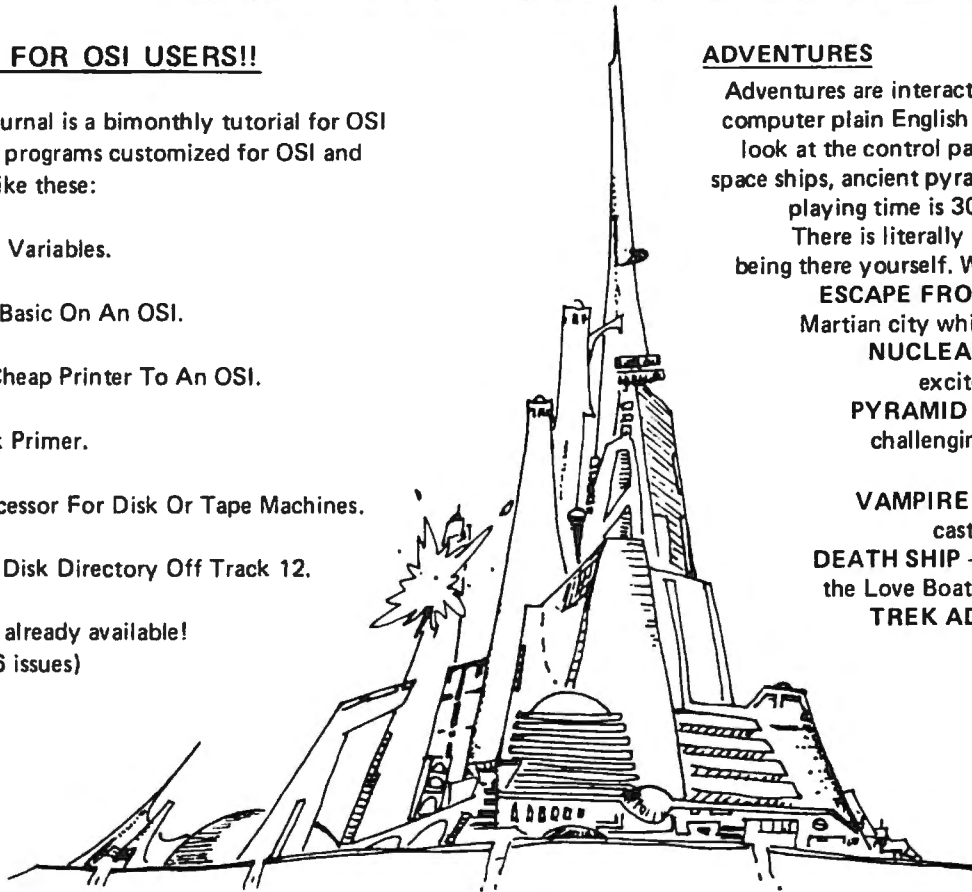 FOR OSI USERS!!
urnal is a bimonthly tutorial for OSI
programs customized for OSI and
ike these:
Variables.
Basic On An OSI.
Cheap Printer To An OSI.
Primer.
cessor For Disk Or Tape Machines.
Disk Directory Off Track 12.
already available!
issues)
ADVENTURES
Adventures are interact
computer plain English
look at the control pa
space ships, ancient pyra
playing time is 30
There is literally
being there yourself. W
ESCAPE FRO
Martian city whi
NUCLEA
excit
PYRAMID
challengin
VAMPIRE
cast
DEATH SHIP -
the Love Boat
TREK AD